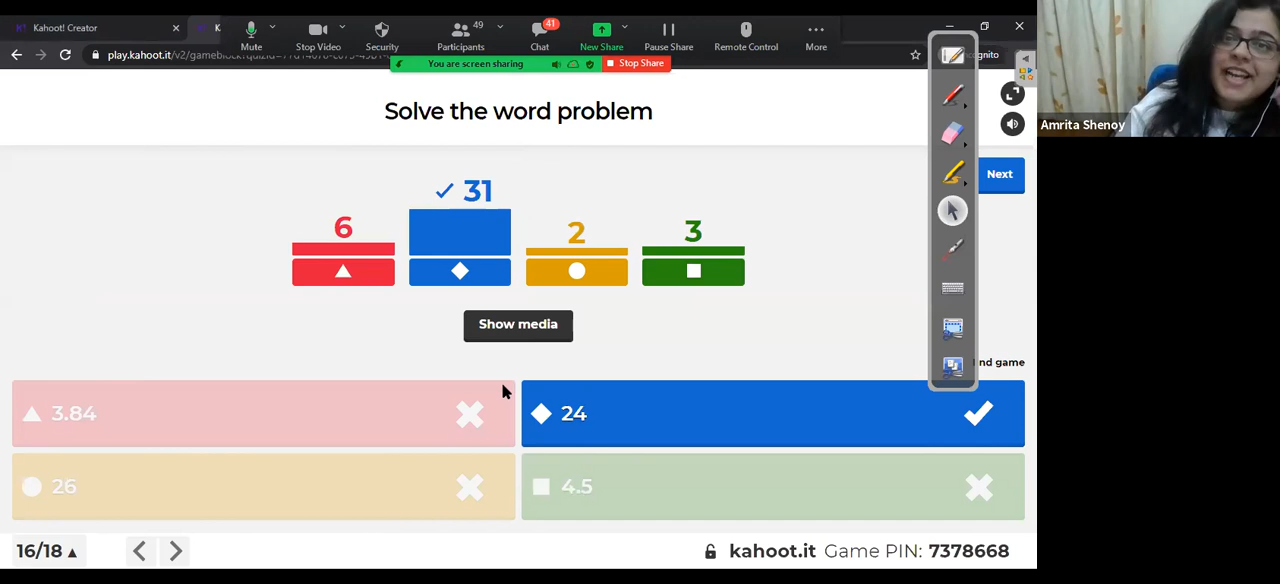 Kahoot! Creator
Mute
Stop Video
Security
49
Participants
41
Chat
New Share
Pause Share
Remote Control
More
play.kahoot.it/v2/gameblock?quizId=
You are screen sharing
Stop Share
Amrita Shenoy
Solve the word problem
Next
6
31
2
3
Show media
nd game
3.84
24
26
4.5
16/18
kahoot.it Game PIN: 7378668